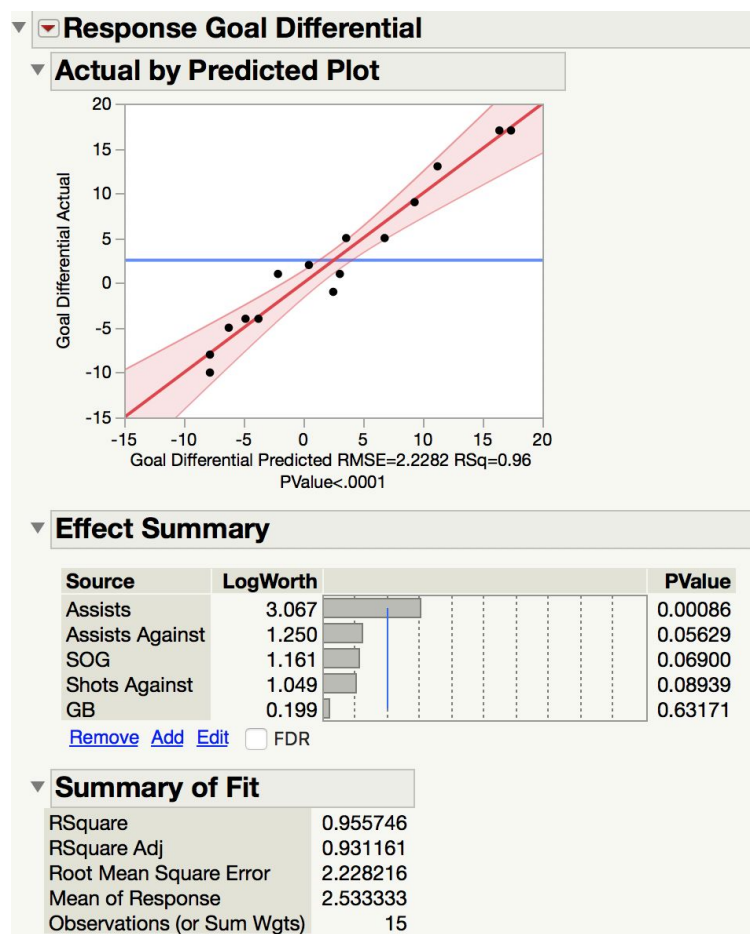 Response Goal Differential
Actual by Predicted Plot
20
15
10
5
0
-5
-10
-15
Goal Differential Actual
-15 -10 -5 0 5 10 15 20
Goal Differential Predicted RMSE=2.2282 RSq=0.96
PValue<.0001
Effect Summary
Source LogWorth PValue
Assists 3.067 0.00086
Assists Against 1.250 0.05629
SOG 1.161 0.06900
Shots Against 1.049 0.08939
GB 0.199 0.63171
Remove Add Edit FDR
Summary of Fit
RSquare 0.955746
RSquare Adj 0.931161
Root Mean Square Error 2.228216
Mean of Response 2.533333
Observations (or Sum Wgts) 15